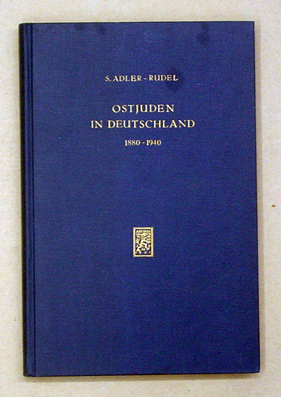 S. ADLER - RUDEL
OSTJUDEN
IN DEUTSCHLAND
1880 - 1940